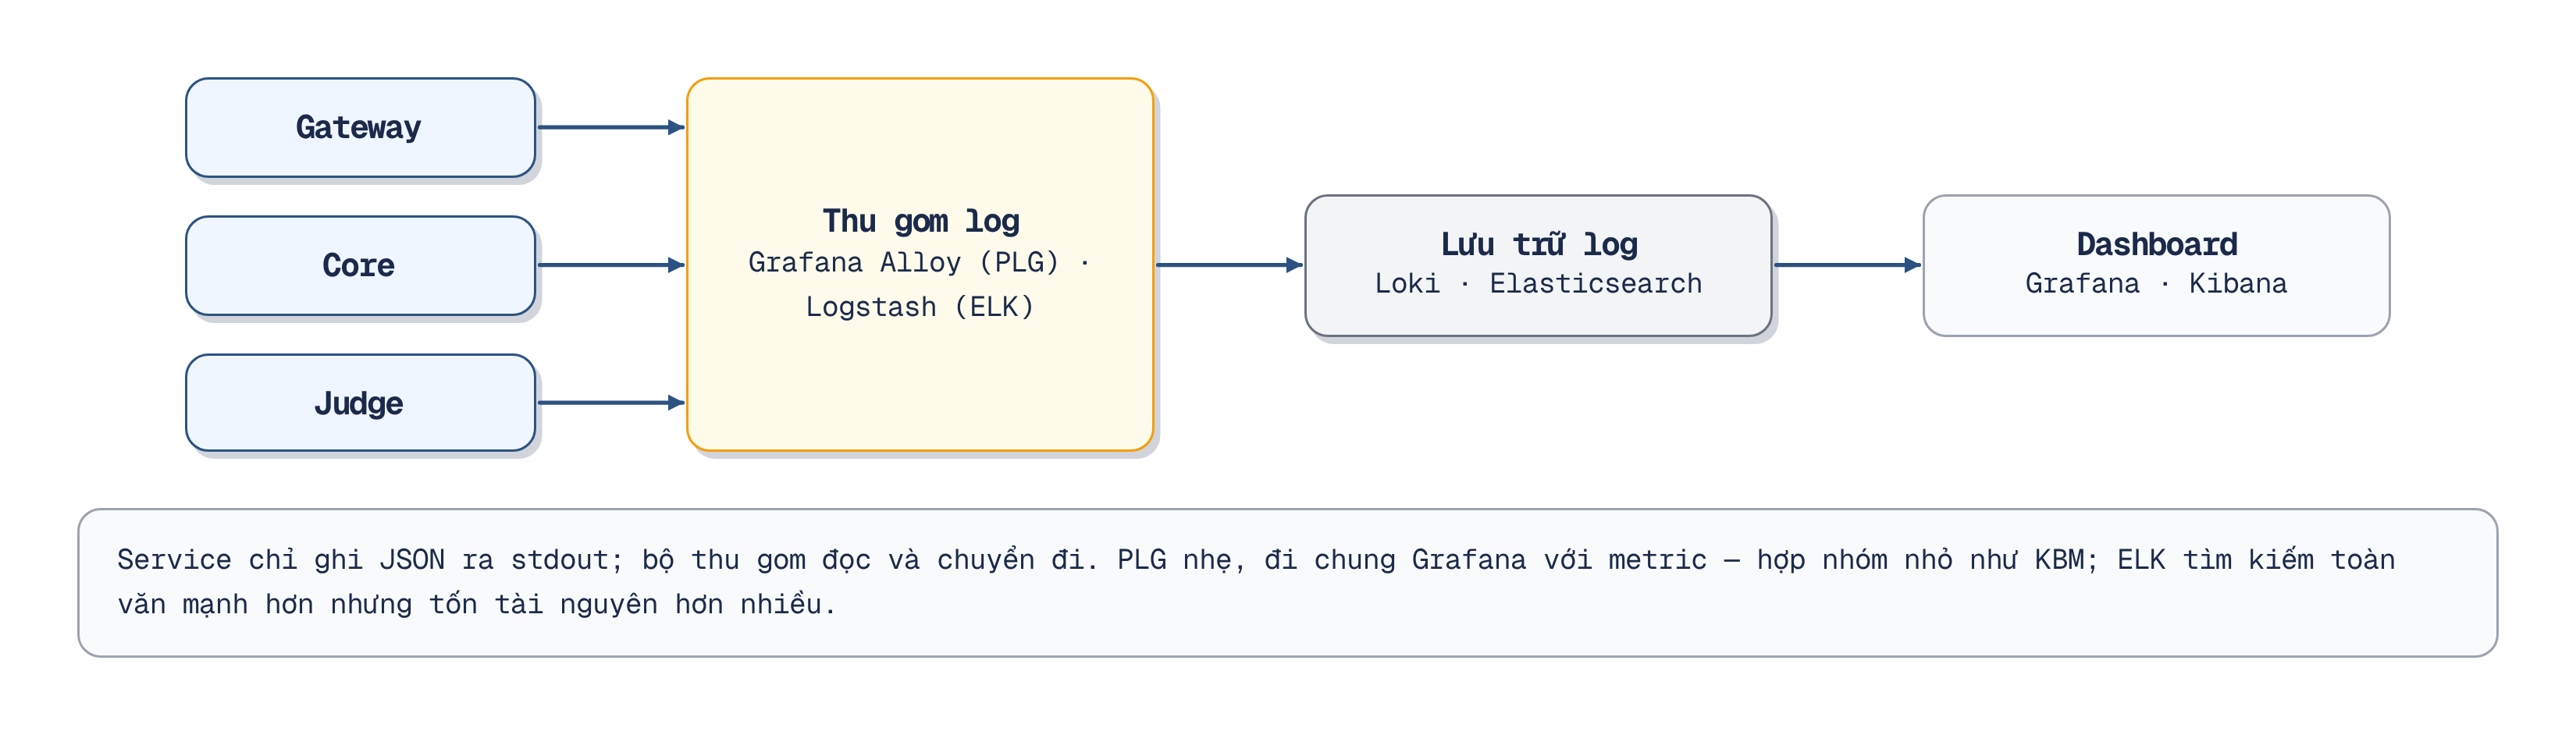 Gateway
Core
Judge
Thu gom log
Grafana Alloy (PLG) ·
Logstash (ELK)
Lưu trữ log
Loki · Elasticsearch
Dashboard
Grafana · Kibana
Service chỉ ghi JSON ra stdout; bộ thu gom đọc và chuyển đi. PLG nhẹ, đi chung Grafana với metric — hợp nhóm nhỏ như KBM; ELK tìm kiếm toàn
văn mạnh hơn nhưng tốn tài nguyên hơn nhiều.